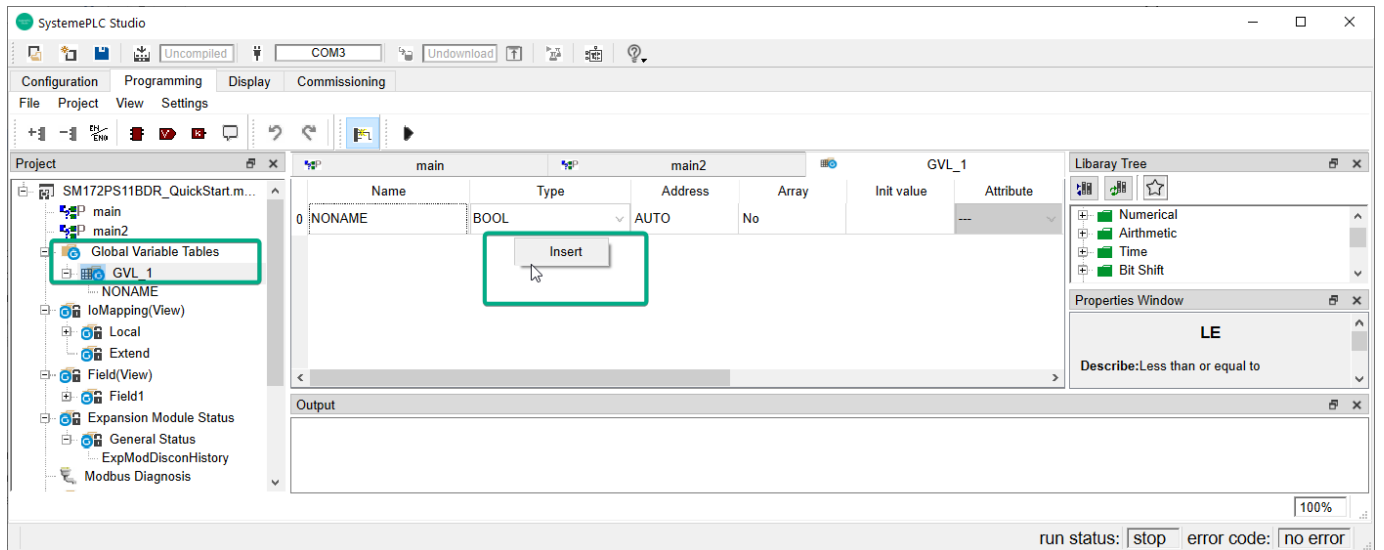 SystemePLC Studio
Uncompiled COM3 Undownload
Configuration Programming Display Commissioning
File Project View Settings
EN/ENO V R
Project
SM172PS11BDR_QuickStart.m...
P main
P main2
Global Variable Tables
GVL_1
NONAME
IoMapping(View)
Local
Extend
Field(View)
Field1
Expansion Module Status
General Status
ExpModDisconHistory
Modbus Diagnosis
main main2 GVL_1
Name Type Address Array Init value Attribute
0 NONAME BOOL AUTO No ---
Insert
Libaray Tree
Numerical
Airthmetic
Time
Bit Shift
Properties Window
LE
Describe:Less than or equal to
Output
100%
run status: stop error code: no error